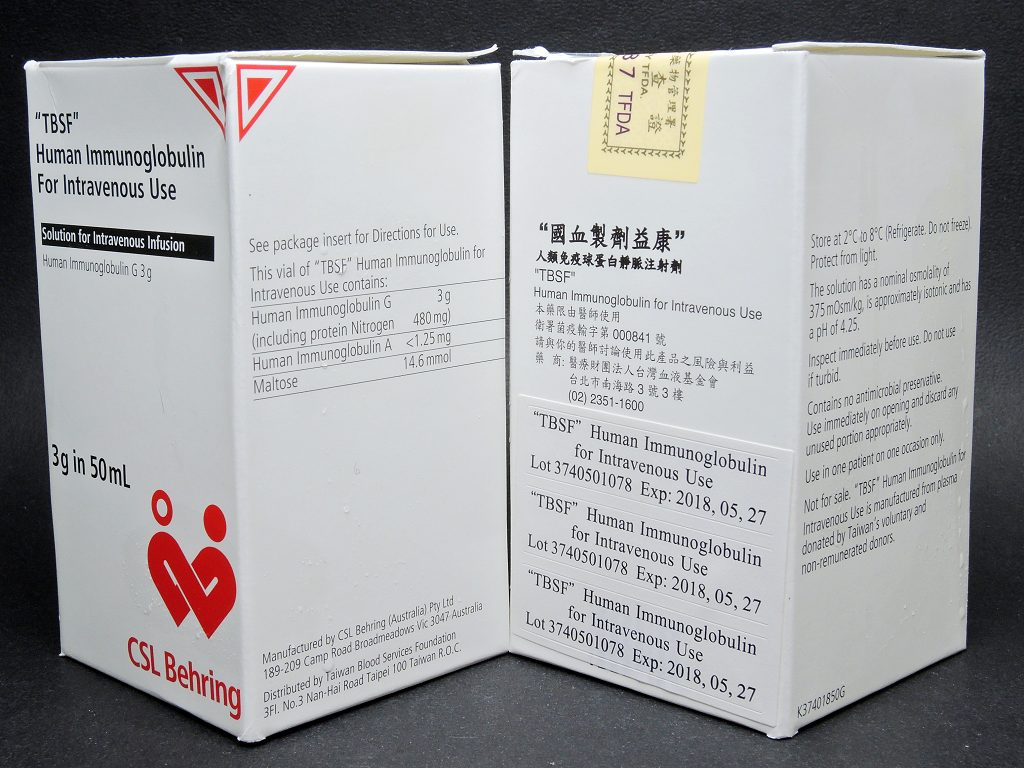 “TBSF”
Human Immunoglobulin
For Intravenous Use
Solution for Intravenous Infusion
Human Immunoglobulin G 3 g
3g in 50mL
CSL Behring
See package insert for Directions for Use.
This vial of “TBSF” Human Immunoglobulin for
Intravenous Use contains:
Human Immunoglobulin G 3 g
(including protein Nitrogen 480 mg)
Human Immunoglobulin A <1.25 mg
Maltose 14.6 mmol
Manufactured by CSL Behring (Australia) Pty Ltd
189-209 Camp Road Broadmeadows Vic 3047 Australia
Distributed by Taiwan Blood Services Foundation
3Fl. No.3 Nan-Hai Road Taipei 100 Taiwan R.O.C.
物管理署
TFDA.
查證
7 TFDA
“國血製劑益康”
人類免疫球蛋白靜脈注射劑
"TBSF"
Human Immunoglobulin for Intravenous Use
本藥限由醫師使用
衛署菌疫輸字第 000841 號
請與你的醫師討論使用此產品之風險與利益
藥 商: 醫療財團法人台灣血液基金會
台北市南海路 3 號 3 樓
(02) 2351-1600
“TBSF” Human Immunoglobulin
for Intravenous Use
Lot 3740501078 Exp: 2018, 05, 27
“TBSF” Human Immunoglobulin
for Intravenous Use
Lot 3740501078 Exp: 2018, 05, 27
“TBSF” Human Immunoglobulin
for Intravenous Use
Lot 3740501078 Exp: 2018, 05, 27
Store at 2°C to 8°C (Refrigerate. Do not freeze).
Protect from light.
The solution has a nominal osmolality of
375 mOsm/kg, is approximately isotonic and has
a pH of 4.25.
Inspect immediately before use. Do not use
if turbid.
Contains no antimicrobial preservative.
Use immediately on opening and discard any
unused portion appropriately.
Use in one patient on one occasion only.
Not for sale. “TBSF” Human Immunoglobulin for
Intravenous Use is manufactured from plasma
donated by Taiwan's voluntary and
non-remunerated donors.
K37401850G